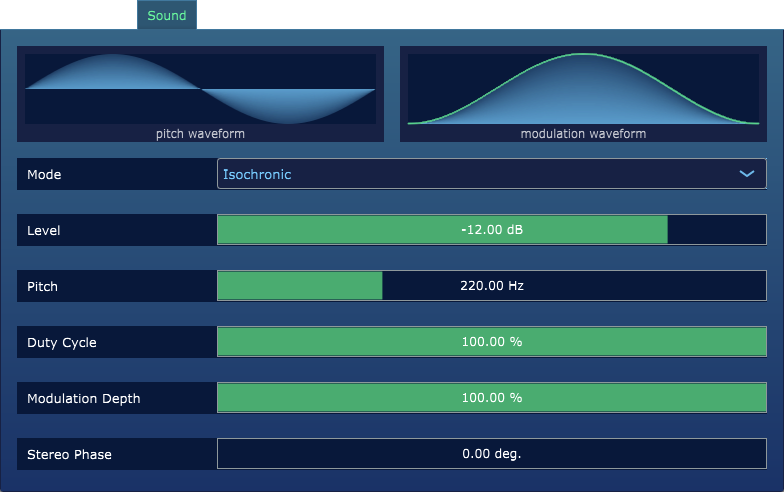 Sound
pitch waveform
modulation waveform
Mode
Isochronic
Level
-12.00 dB
Pitch
220.00 Hz
Duty Cycle
100.00 %
Modulation Depth
100.00 %
Stereo Phase
0.00 deg.